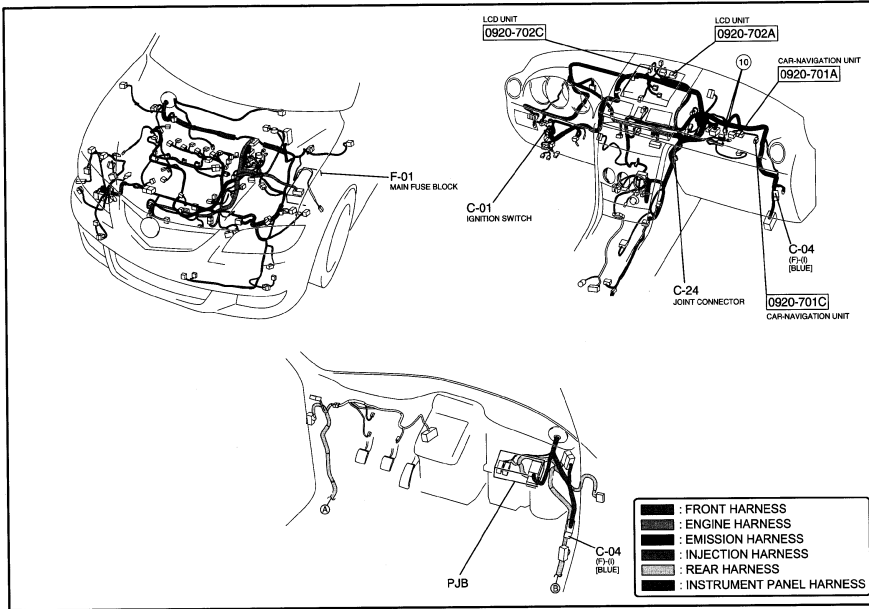 LCD UNIT
0920-702C
LCD UNIT
0920-702A
10
CAR-NAVIGATION UNIT
0920-701A
F-01
MAIN FUSE BLOCK
C-01
IGNITION SWITCH
C-04
(F)-(I)
[BLUE]
C-24
JOINT CONNECTOR
0920-701C
CAR-NAVIGATION UNIT
A
PJB
C-04
(F)-(I)
[BLUE]
B
: FRONT HARNESS
: ENGINE HARNESS
: EMISSION HARNESS
: INJECTION HARNESS
: REAR HARNESS
: INSTRUMENT PANEL HARNESS